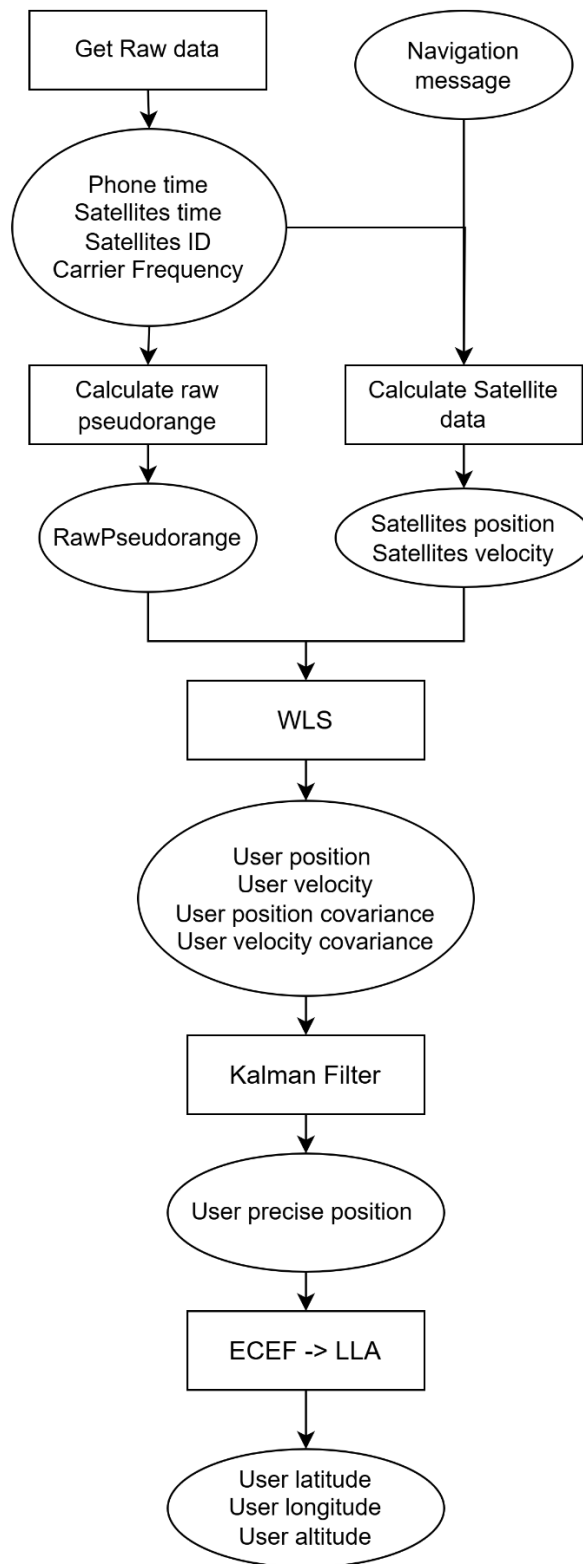 Get Raw data
Navigation
message
Phone time
Satellites time
Satellites ID
Carrier Frequency
Calculate raw
pseudorange
Calculate Satellite
data
RawPseudorange
Satellites position
Satellites velocity
WLS
User position
User velocity
User position covariance
User velocity covariance
Kalman Filter
User precise position
ECEF -> LLA
User latitude
User longitude
User altitude